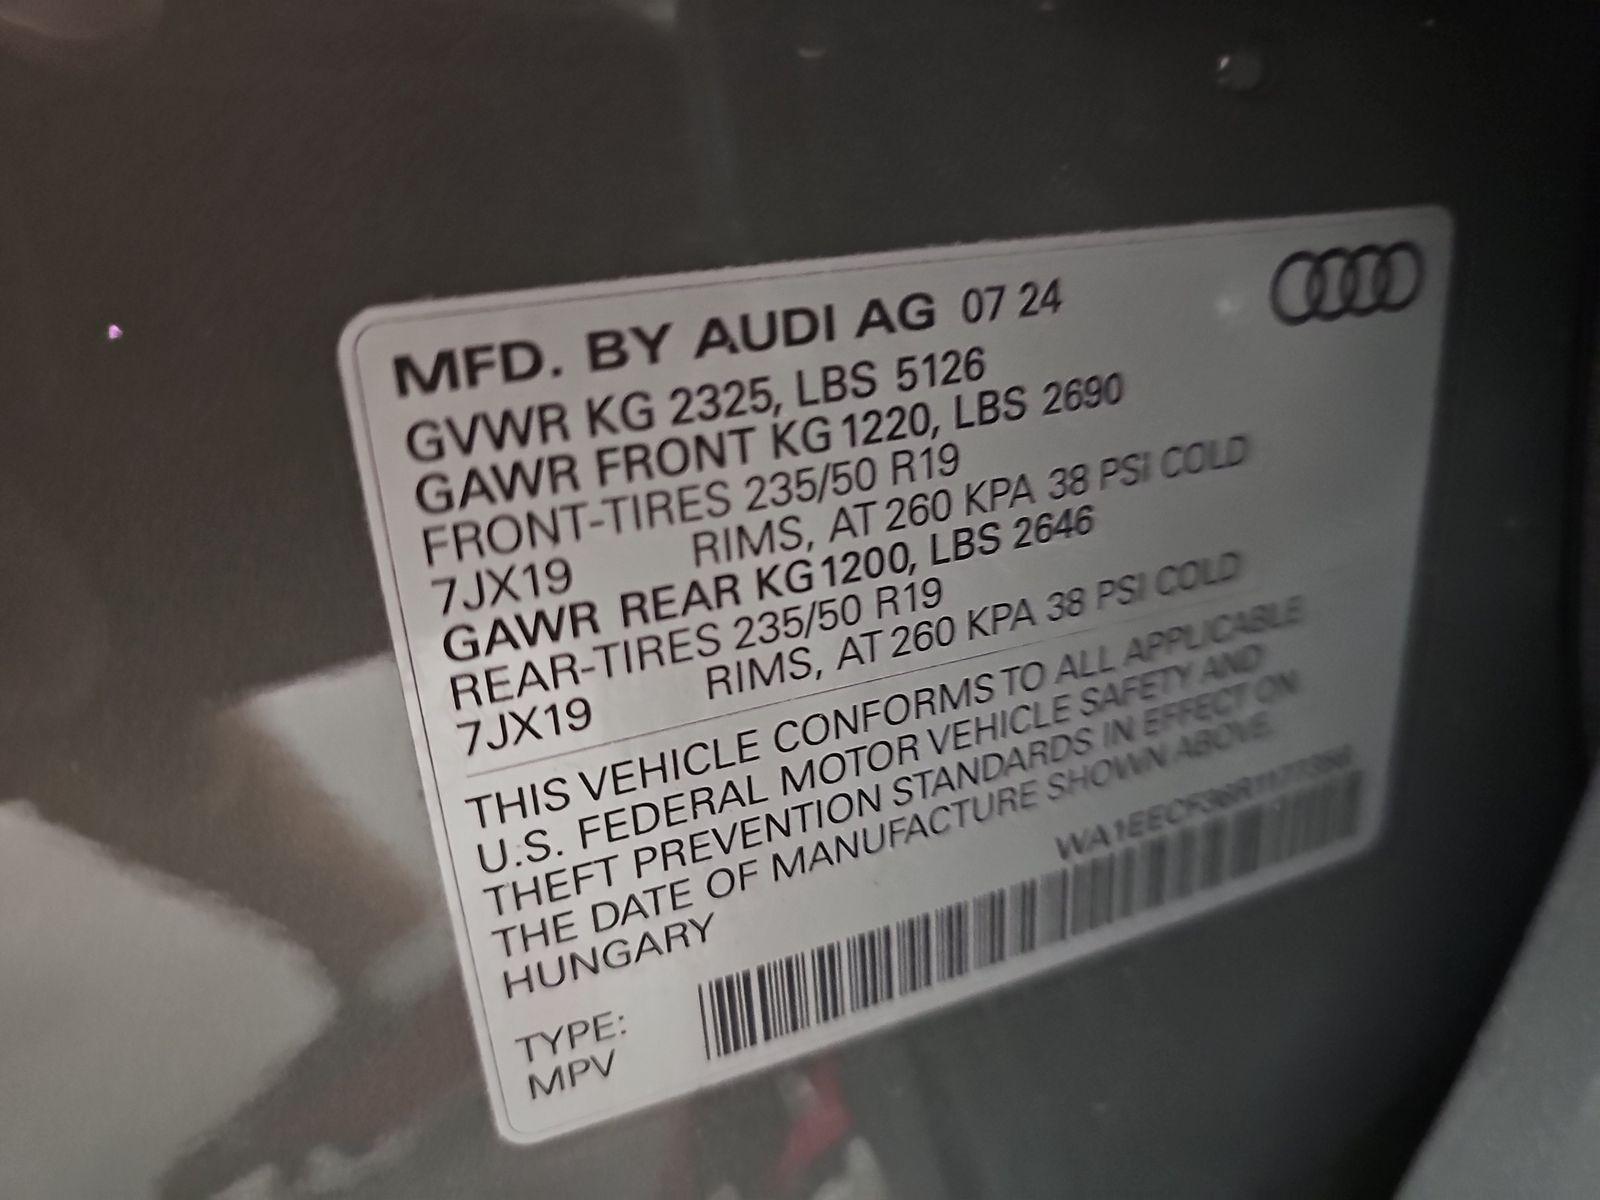 MFD. BY AUDI AG 07 24
GVWR KG 2325, LBS 5126
GAWR FRONT KG 1220, LBS 2690
FRONT-TIRES 235/50 R19
7JX19 RIMS, AT 260 KPA 38 PSI COLD
GAWR REAR KG 1200, LBS 2646
REAR-TIRES 235/50 R19
7JX19 RIMS, AT 260 KPA 38 PSI COLD
THIS VEHICLE CONFORMS TO ALL APPLICABLE
U.S. FEDERAL MOTOR VEHICLE SAFETY AND
THEFT PREVENTION STANDARDS IN EFFECT ON
THE DATE OF MANUFACTURE SHOWN ABOVE.
HUNGARY
TYPE:
MPV